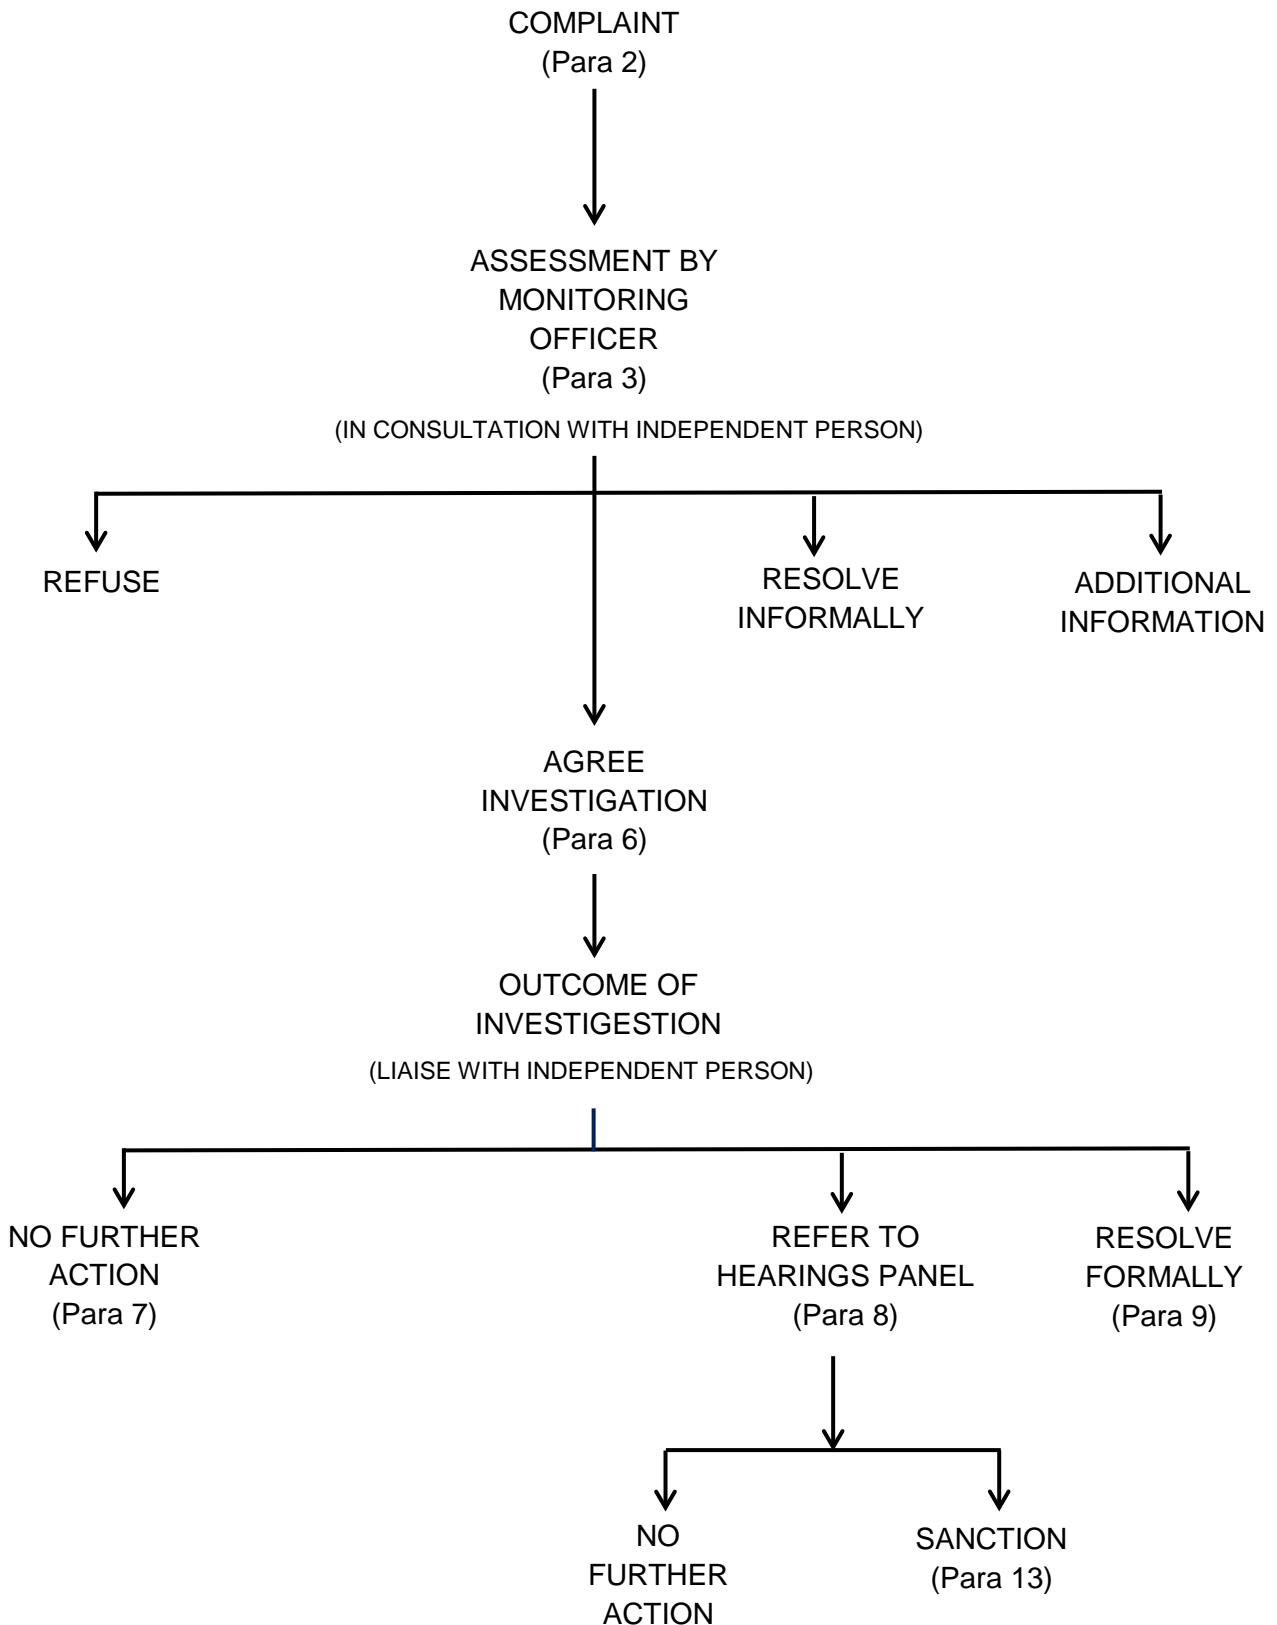 COMPLAINT
(Para 2)
ASSESSMENT BY
MONITORING
OFFICER
(Para 3)
(IN CONSULTATION WITH INDEPENDENT PERSON)
REFUSE
RESOLVE
INFORMALLY
ADDITIONAL
INFORMATION
AGREE
INVESTIGATION
(Para 6)
OUTCOME OF
INVESTIGESTION
(LIAISE WITH INDEPENDENT PERSON)
NO FURTHER
ACTION
(Para 7)
REFER TO
HEARINGS PANEL
(Para 8)
RESOLVE
FORMALLY
(Para 9)
NO
FURTHER
ACTION
SANCTION
(Para 13)